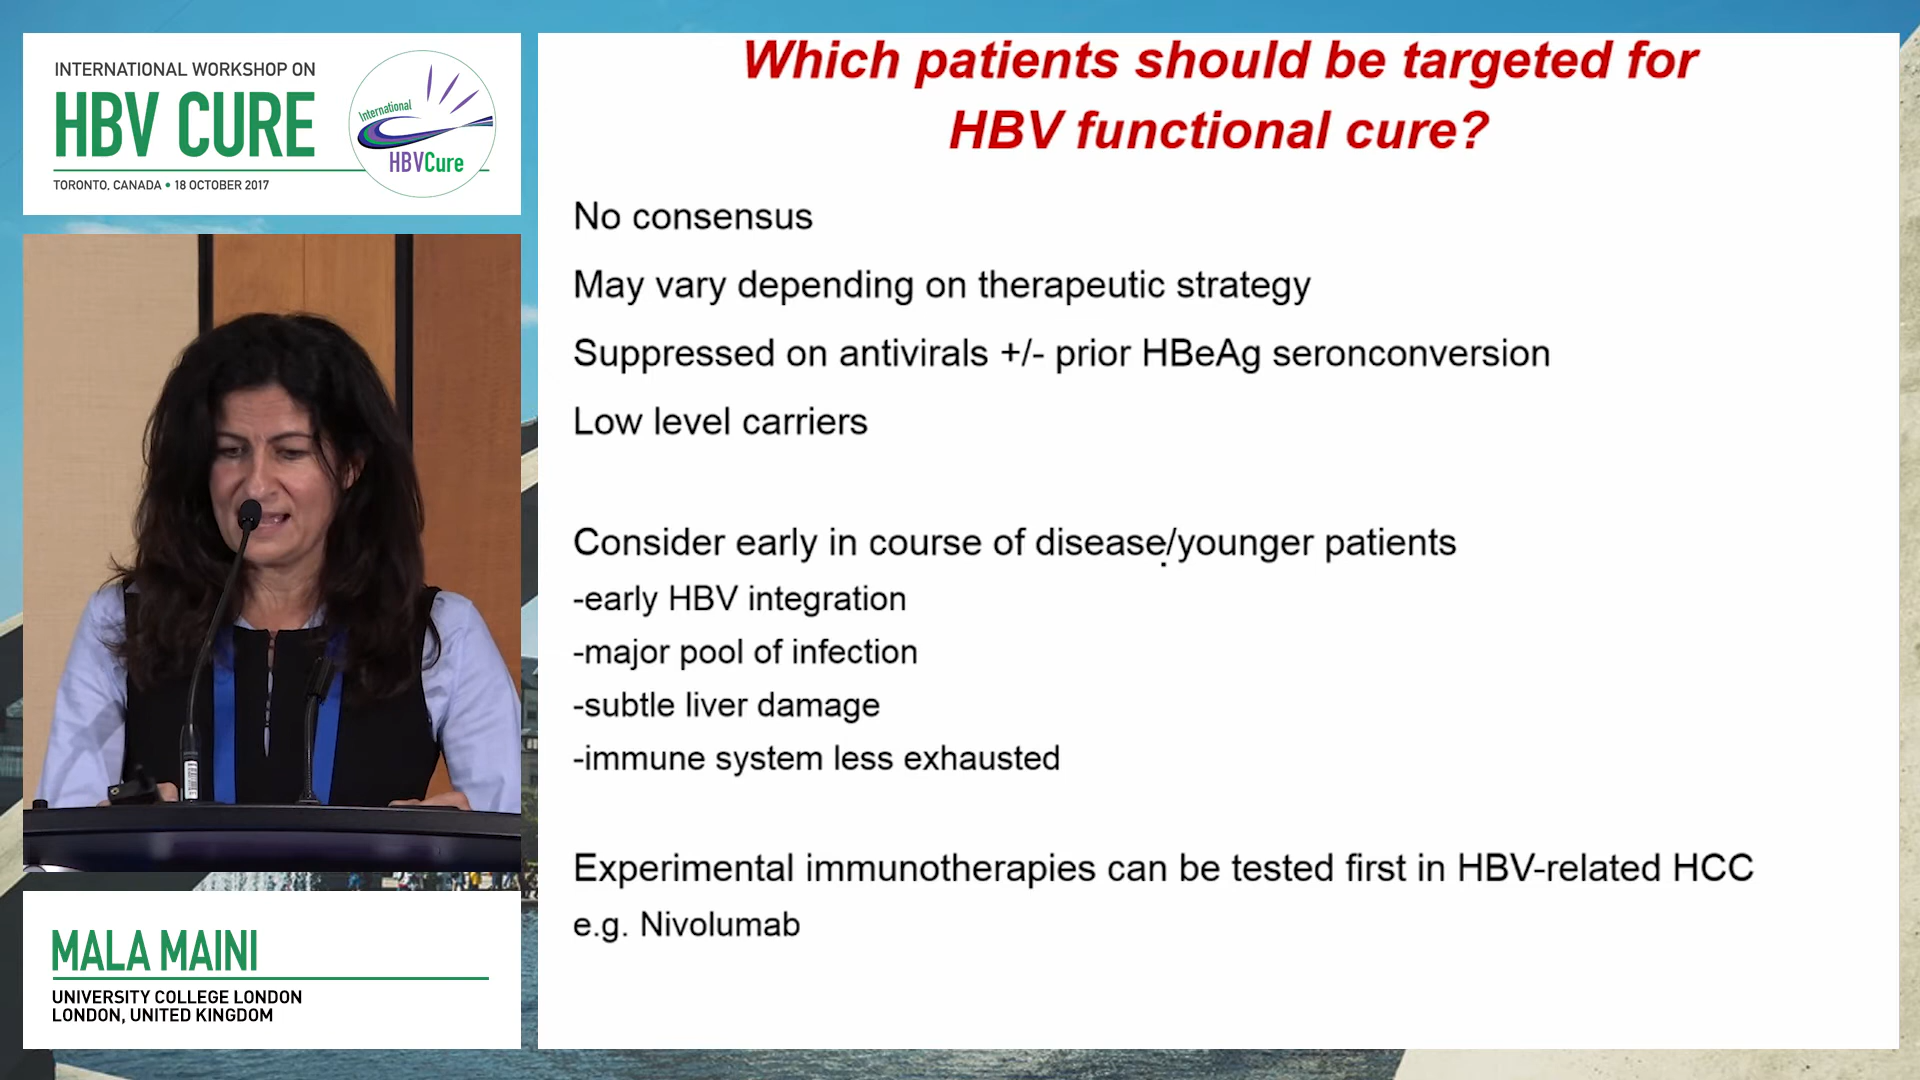 INTERNATIONAL WORKSHOP ON
HBV CURE
TORONTO, CANADA • 18 OCTOBER 2017
International
HBVCure
Which patients should be targeted for
HBV functional cure?
No consensus
May vary depending on therapeutic strategy
Suppressed on antivirals +/- prior HBeAg seronconversion
Low level carriers
Consider early in course of disease/younger patients
-early HBV integration
-major pool of infection
-subtle liver damage
-immune system less exhausted
Experimental immunotherapies can be tested first in HBV-related HCC
e.g. Nivolumab
MALA MAINI
UNIVERSITY COLLEGE LONDON
LONDON, UNITED KINGDOM